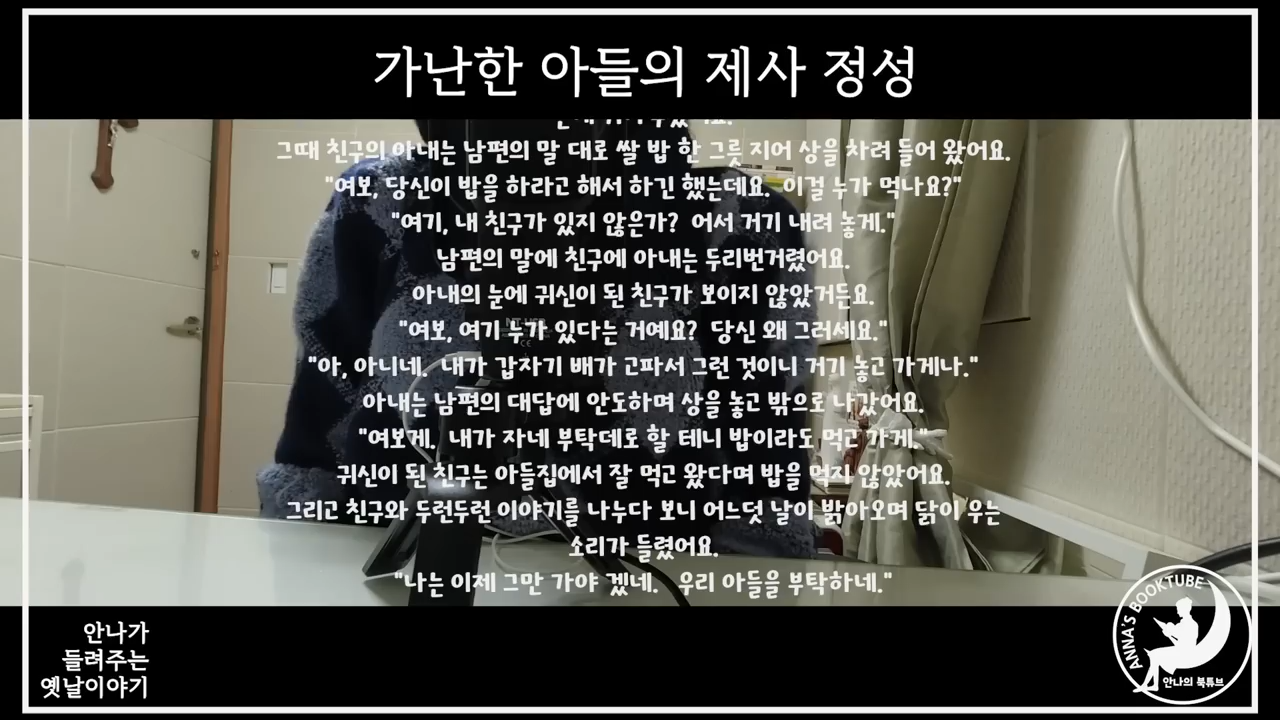 가난한 아들의 제사 정성
그때 친구의 아내는 남편의 말 대로 쌀 밥 한 그릇 지어 상을 차려 들어 왔어요.
"여보, 당신이 밥을 하라고 해서 하긴 했는데요. 이걸 누가 먹나요?"
"여기, 내 친구가 있지 않은가? 어서 거기 내려 놓게."
남편의 말에 친구에 아내는 두리번거렸어요.
아내의 눈에 귀신이 된 친구가 보이지 않았거든요.
"여보, 여기 누가 있다는 거예요? 당신 왜 그러세요."
"아, 아니네. 내가 갑자기 배가 고파서 그런 것이니 거기 놓고 가게나."
아내는 남편의 대답에 안도하며 상을 놓고 밖으로 나갔어요.
"여보게. 내가 자네 부탁데로 할 테니 밥이라도 먹고 가게."
귀신이 된 친구는 아들집에서 잘 먹고 왔다며 밥을 먹지 않았어요.
그리고 친구와 두런두런 이야기를 나누다 보니 어느덧 날이 밝아오며 닭이 우는
소리가 들렸어요.
"나는 이제 그만 가야 겠네. 우리 아들을 부탁하네."
안나가
들려주는
옛날이야기
ANNA'S BOOKTUBE
안나의 북튜브